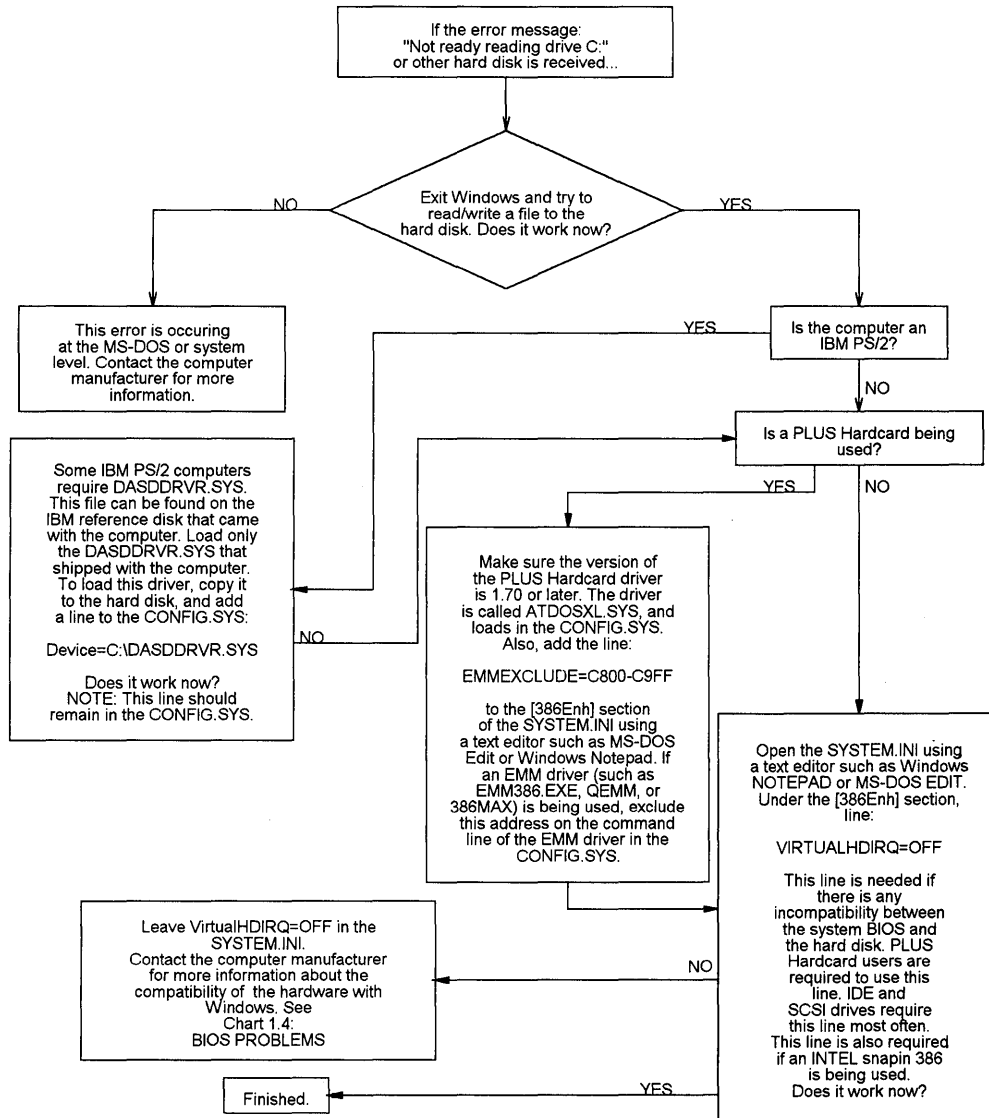 If the error message:
"Not ready reading drive C:"
or other hard disk is received...
Exit Windows and try to
read/write a file to the
hard disk. Does it work now?
NO
YES
This error is occuring
at the MS-DOS or system
level. Contact the computer
manufacturer for more
information.
YES
Is the computer an
IBM PS/2?
NO
Is a PLUS Hardcard being
used?
YES
NO
Some IBM PS/2 computers
require DASDDRVR.SYS.
This file can be found on the
IBM reference disk that came
with the computer. Load only
the DASDDRVR.SYS that
shipped with the computer.
To load this driver, copy it
to the hard disk, and add
a line to the CONFIG.SYS:
Device=C:\DASDDRVR.SYS
Does it work now?
NOTE: This line should
remain in the CONFIG.SYS.
NO
Make sure the version of
the PLUS Hardcard driver
is 1.70 or later. The driver
is called ATDOSXL.SYS, and
loads in the CONFIG.SYS.
Also, add the line:
EMMEXCLUDE=C800-C9FF
to the [386Enh] section
of the SYSTEM.INI using
a text editor such as MS-DOS
Edit or Windows Notepad. If
an EMM driver (such as
EMM386.EXE, QEMM, or
386MAX) is being used, exclude
this address on the command
line of the EMM driver in the
CONFIG.SYS.
Open the SYSTEM.INI using
a text editor such as Windows
NOTEPAD or MS-DOS EDIT.
Under the [386Enh] section,
line:
VIRTUALHDIRQ=OFF
This line is needed if
there is any
incompatibility between
the system BIOS and
the hard disk. PLUS
Hardcard users are
required to use this
line. IDE and
SCSI drives require
this line most often.
This line is also required
if an INTEL snapin 386
is being used.
Does it work now?
NO
Leave VirtualHDIRQ=OFF in the
SYSTEM.INI.
Contact the computer manufacturer
for more information about the
compatibility of the hardware with
Windows. See
Chart 1.4:
BIOS PROBLEMS
YES
Finished.